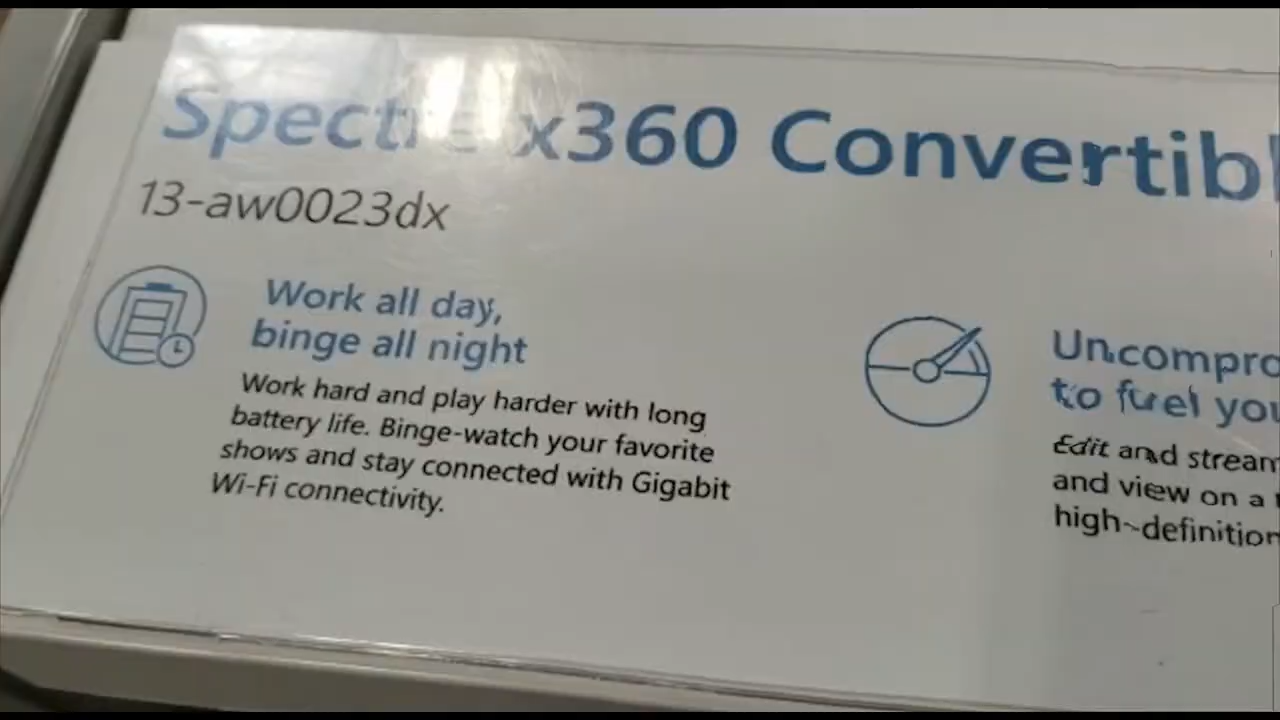 Spectre x360 Convertibl
13-aw0023dx
Work all day,
binge all night
Work hard and play harder with long
battery life. Binge-watch your favorite
shows and stay connected with Gigabit
Wi-Fi connectivity.
Uncompro
to fuel you
Edit and stream
and view on a
high-definition